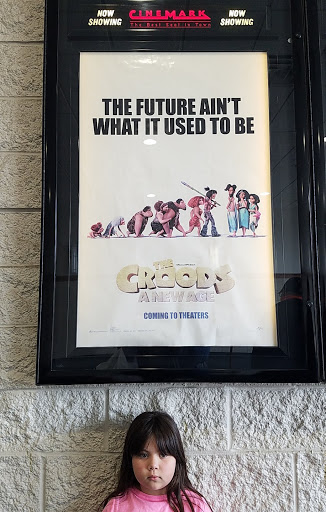 NOW SHOWING
CINEMARK
The Best Seat in Town
NOW SHOWING
THE FUTURE AIN'T
WHAT IT USED TO BE
THE
CROODS
A NEW AGE
COMING TO THEATERS